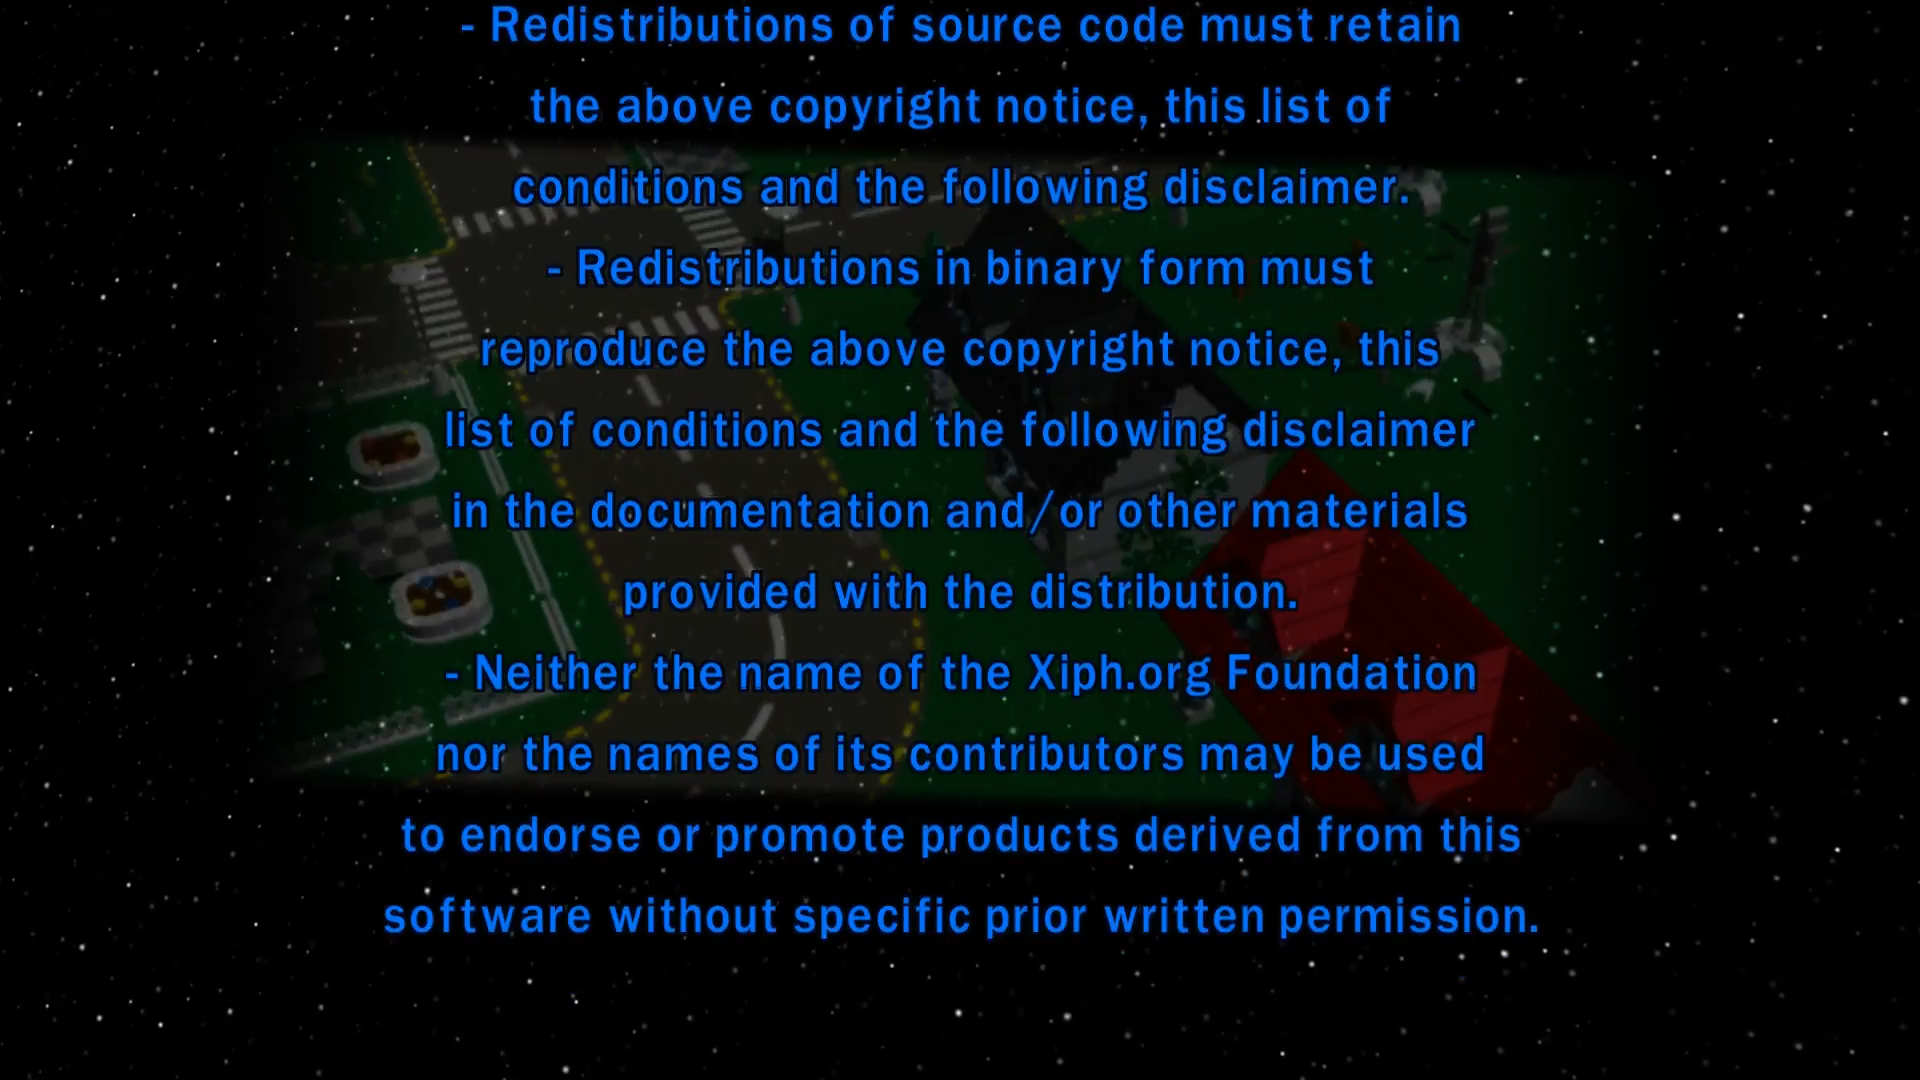 - Redistributions of source code must retain
the above copyright notice, this list of
conditions and the following disclaimer.
- Redistributions in binary form must
reproduce the above copyright notice, this
list of conditions and the following disclaimer
in the documentation and/or other materials
provided with the distribution.
- Neither the name of the Xiph.org Foundation
nor the names of its contributors may be used
to endorse or promote products derived from this
software without specific prior written permission.